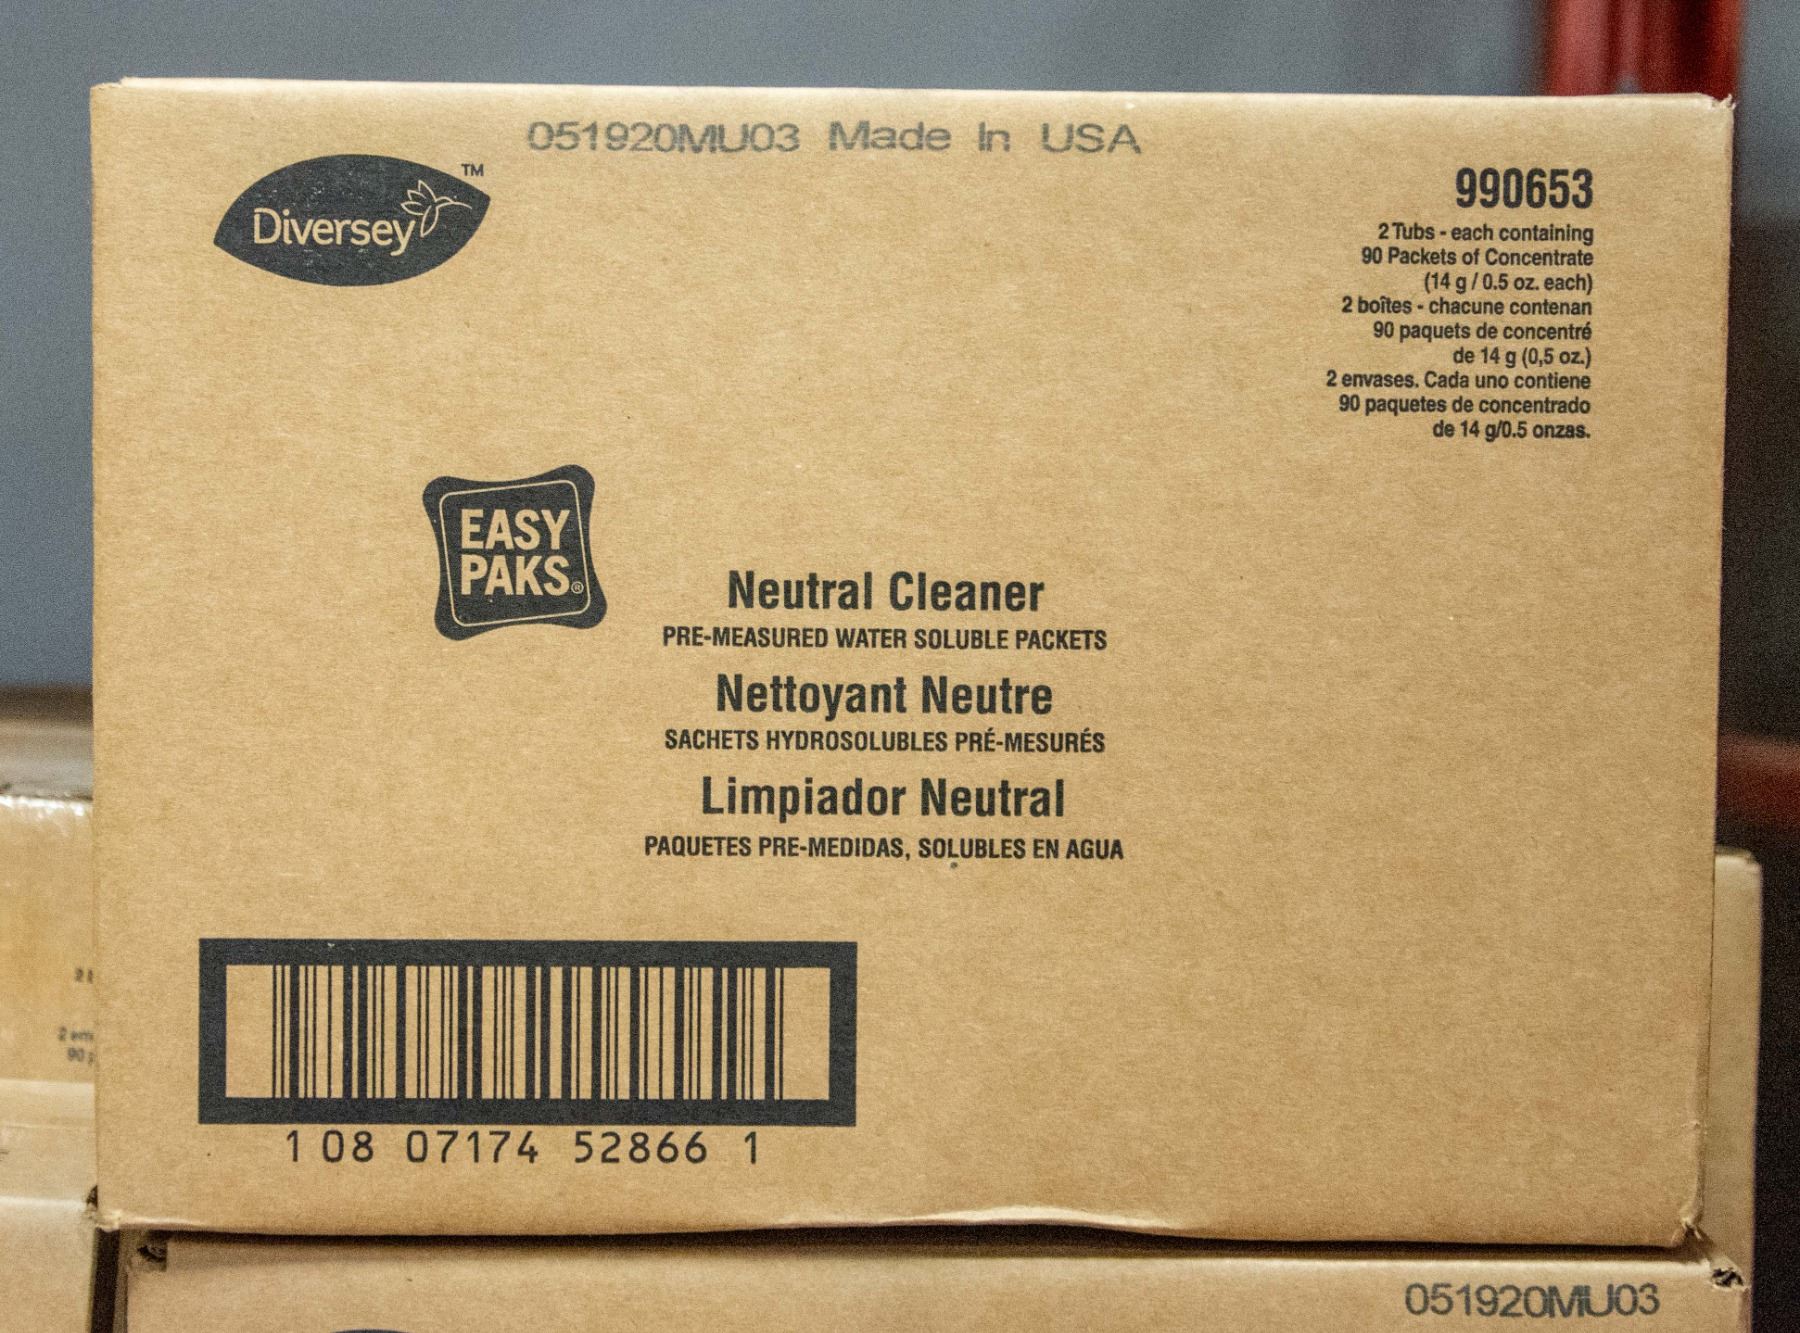 051920MU03 Made In USA
Diversey™
990653
2 Tubs - each containing
90 Packets of Concentrate
(14 g / 0.5 oz. each)
2 boîtes - chacune contenan
90 paquets de concentré
de 14 g (0,5 oz.)
2 envases. Cada uno contiene
90 paquetes de concentrado
de 14 g/0.5 onzas.
EASY
PAKS®
Neutral Cleaner
PRE-MEASURED WATER SOLUBLE PACKETS
Nettoyant Neutre
SACHETS HYDROSOLUBLES PRÉ-MESURÉS
Limpiador Neutral
PAQUETES PRE-MEDIDAS, SOLUBLES EN AGUA
1 08 07174 52866 1
051920MU03